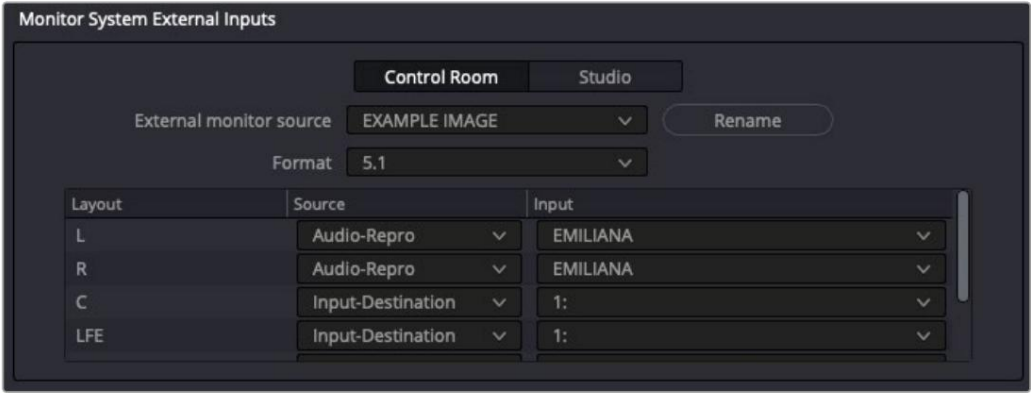 Monitor System External Inputs
Control Room Studio
External monitor source EXAMPLE IMAGE Rename
Format 5.1
Layout Source Input
L Audio-Repro EMILIANA
R Audio-Repro EMILIANA
C Input-Destination 1:
LFE Input-Destination 1: